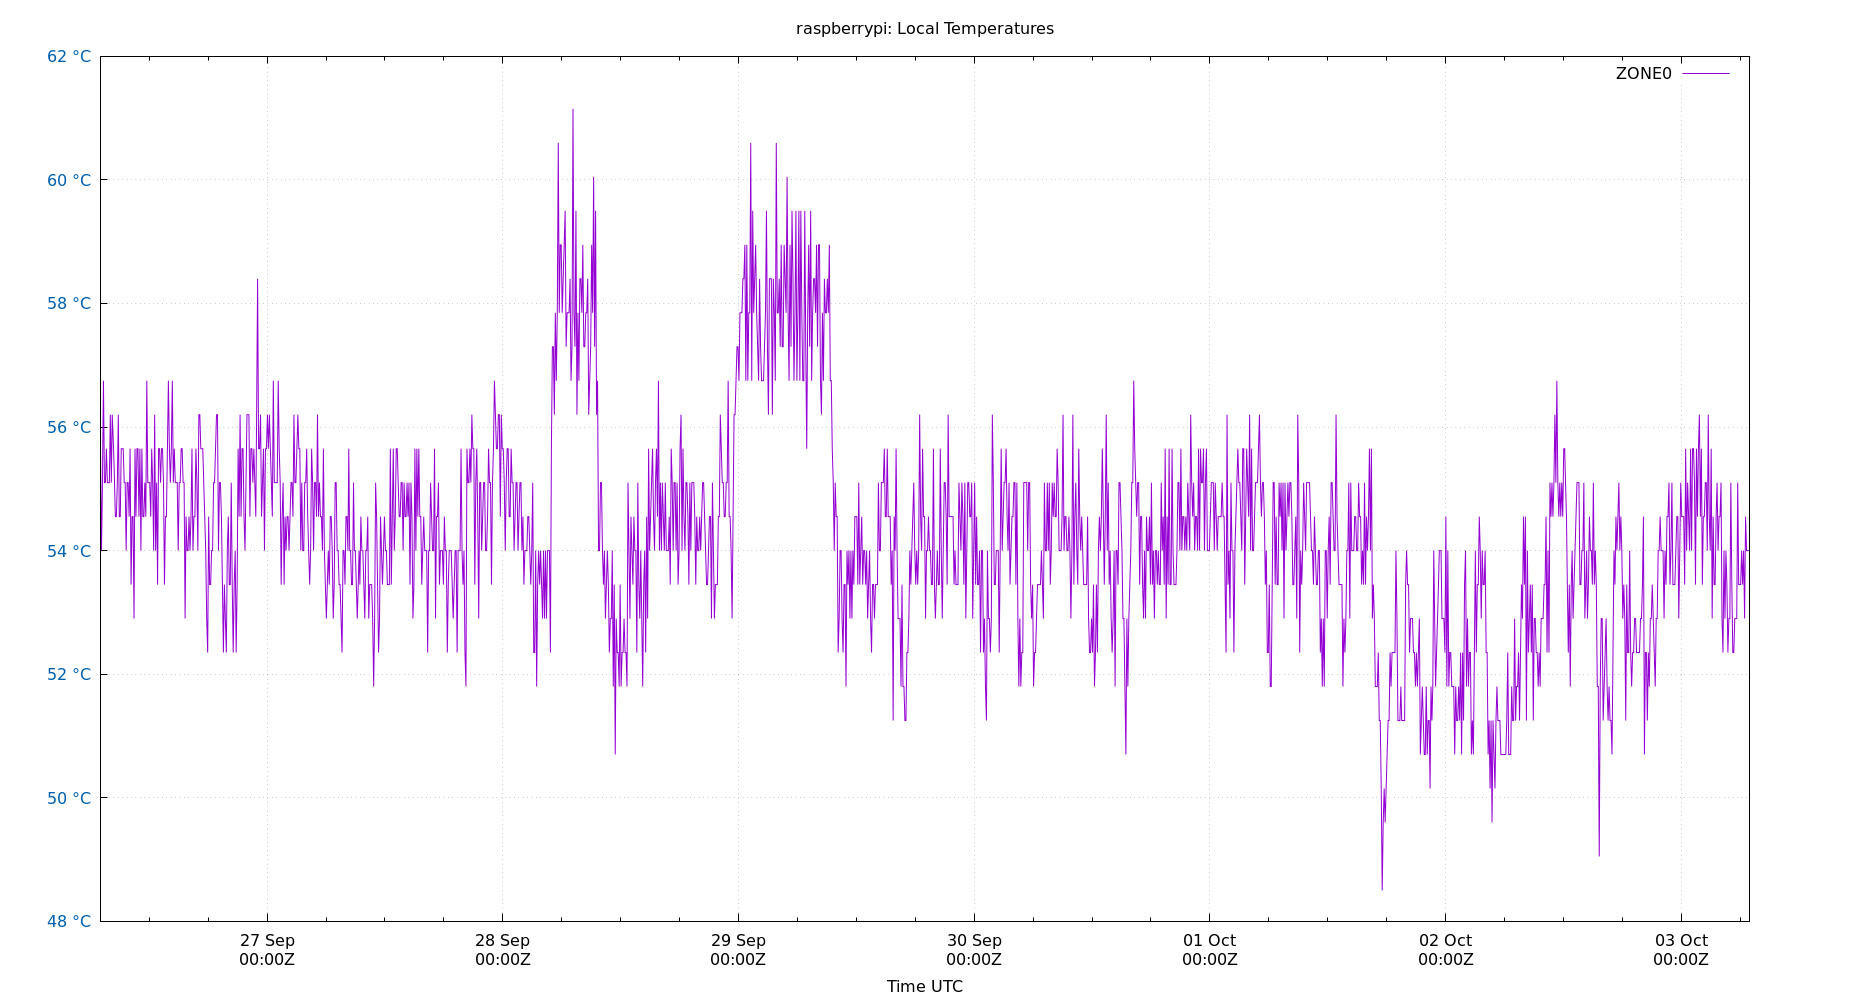 raspberrypi: Local Temperatures
62 °C
ZONE0
60 °C
58 °C
56 °C
54 °C
52 °C
50 °C
48 °C
27 Sep 28 Sep 29 Sep 30 Sep 01 Oct 02 Oct 03 Oct
00:00Z 00:00Z 00:00Z 00:00Z 00:00Z 00:00Z 00:00Z
Time UTC